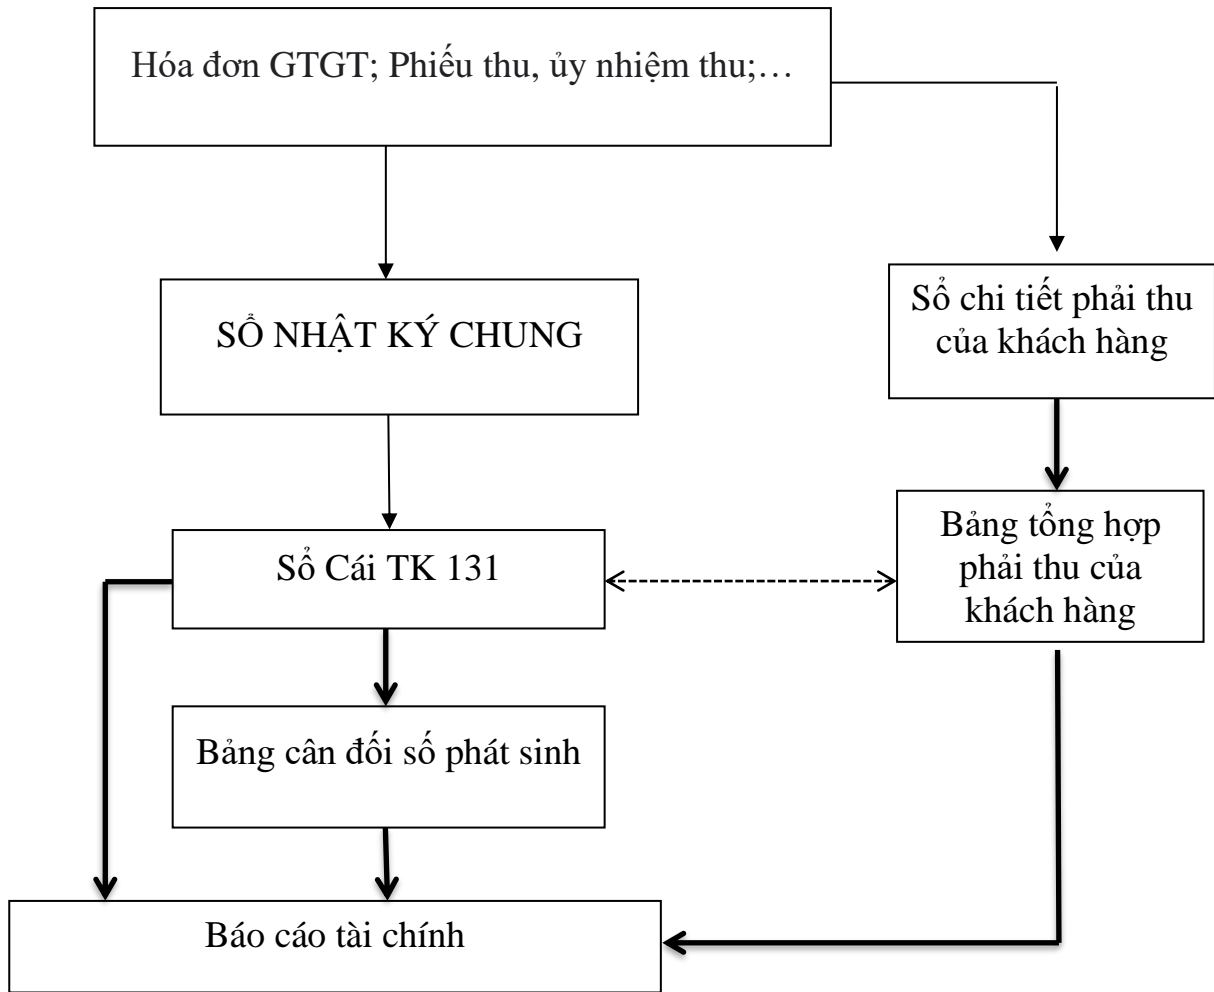 Hóa đơn GTGT; Phiếu thu, ủy nhiệm thu;…
SỔ NHẬT KÝ CHUNG
Sổ chi tiết phải thu
của khách hàng
Sổ Cái TK 131
Bảng tổng hợp
phải thu của
khách hàng
Bảng cân đối số phát sinh
Báo cáo tài chính